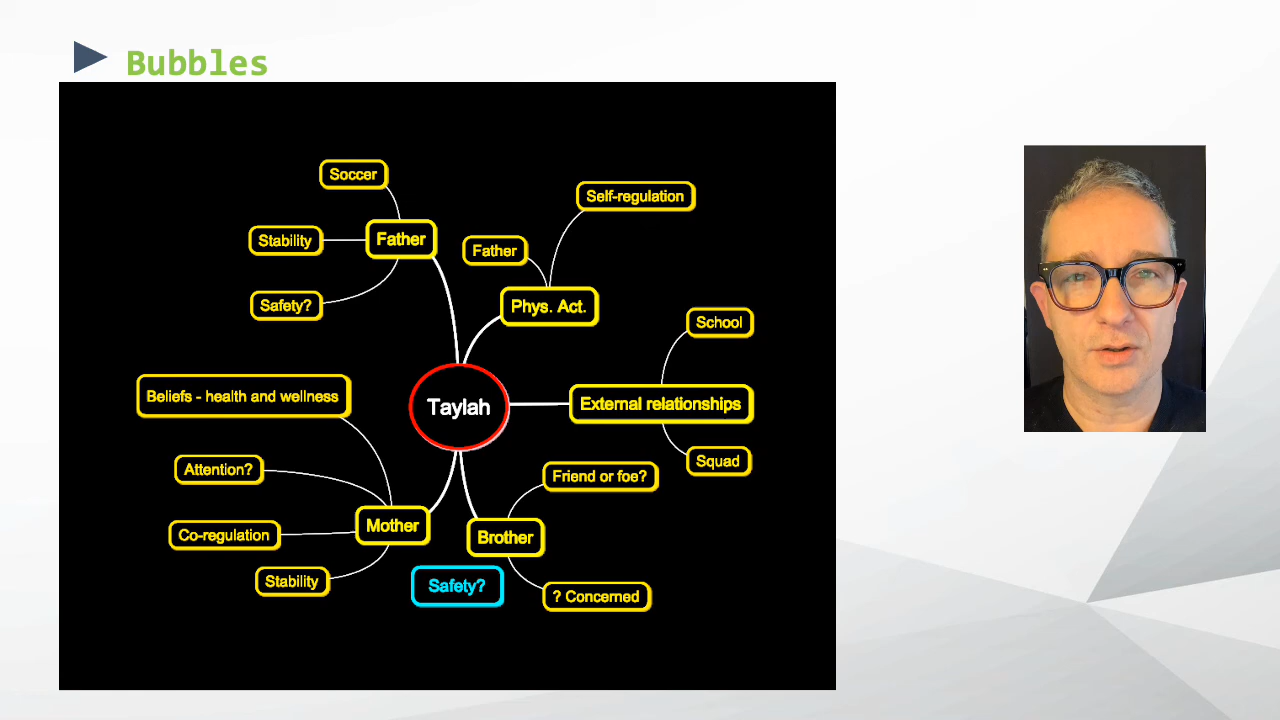 Bubbles
Soccer
Self-regulation
Father
Stability
Father
Safety?
Phys. Act.
School
Beliefs - health and wellness
Taylah
External relationships
Attention?
Squad
Friend or foe?
Mother
Co-regulation
Brother
Stability
Safety?
? Concerned